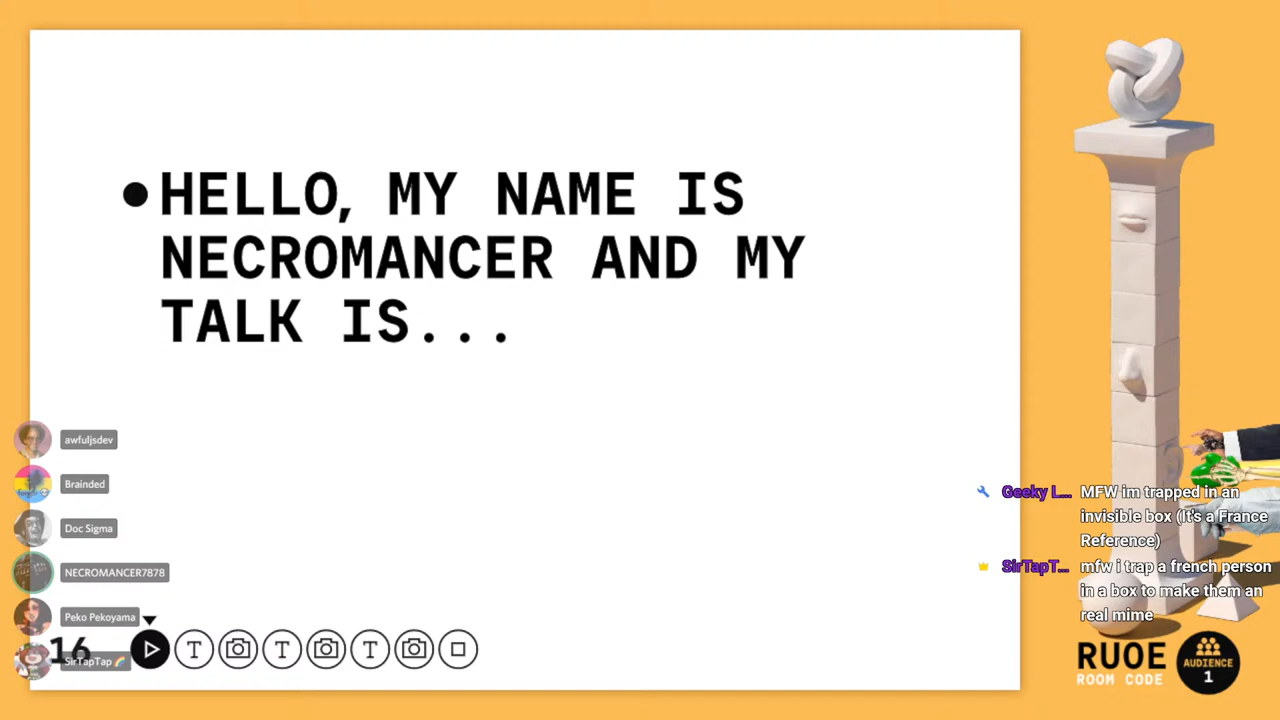 HELLO, MY NAME IS
NECROMANCER AND MY
TALK IS...
awfuljsdev
Brainded
Doc Sigma
NECROMANCER7878
Peko Pekoyama
SirTapTap
16
T
T
T
Geeky L... MFW im trapped in an
invisible box (It's a France
Reference)
SirTapT... mfw i trap a french person
in a box to make them an
real mime
RUOE
ROOM CODE
AUDIENCE
1